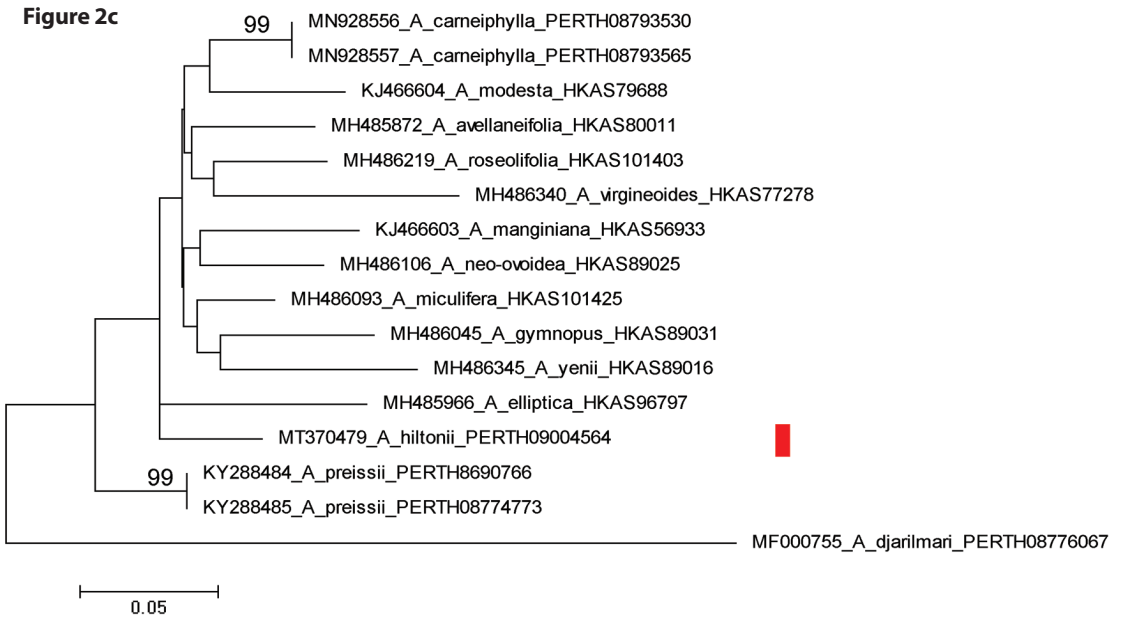 Figure 2c
99
MN928556_A_carneiphylla_PERTH08793530
MN928557_A_carneiphylla_PERTH08793565
KJ466604_A_modesta_HKAS79688
MH485872_A_avellaneifolia_HKAS80011
MH486219_A_roseolifolia_HKAS101403
MH486340_A_virgineoides_HKAS77278
KJ466603_A_manginiana_HKAS56933
MH486106_A_neo-ovoidea_HKAS89025
MH486093_A_miculifera_HKAS101425
MH486045_A_gymnopus_HKAS89031
MH486345_A_yenii_HKAS89016
MH485966_A_elliptica_HKAS96797
MT370479_A_hiltonii_PERTH09004564
99
KY288484_A_preissii_PERTH8690766
KY288485_A_preissii_PERTH08774773
MF000755_A_djarilmari_PERTH08776067
0.05